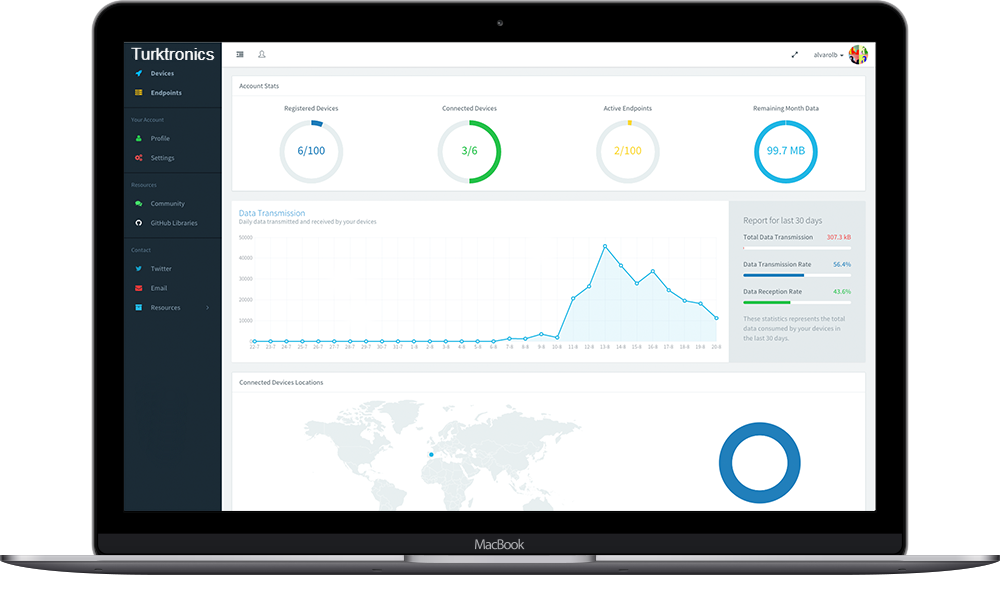 Turktronics
Devices
Endpoints
Your Account
Profile
Settings
Resources
Community
GitHub Libraries
Contact
Twitter
Email
Resources
alvarolb
Account Stats
Registered Devices
Connected Devices
Active Endpoints
Remaining Month Data
6/100
3/6
2/100
99.7 MB
Data Transmission
Daily data transmitted and received by your devices
50000
40000
30000
20000
10000
22-7 23-7 24-7 25-7 26-7 27-7 28-7 29-7 30-7 31-7 1-8 2-8 3-8 4-8 5-8 6-8 7-8 8-8 9-8 10-8 11-8 12-8 13-8 14-8 15-8 16-8 17-8 18-8 19-8 20-8
Report for last 30 days
Total Data Transmission 307.3 kB
Data Transmission Rate 56.4%
Data Reception Rate 43.6%
These statistics represents the total
data consumed by your devices in
the last 30 days.
Connected Devices Locations
MacBook